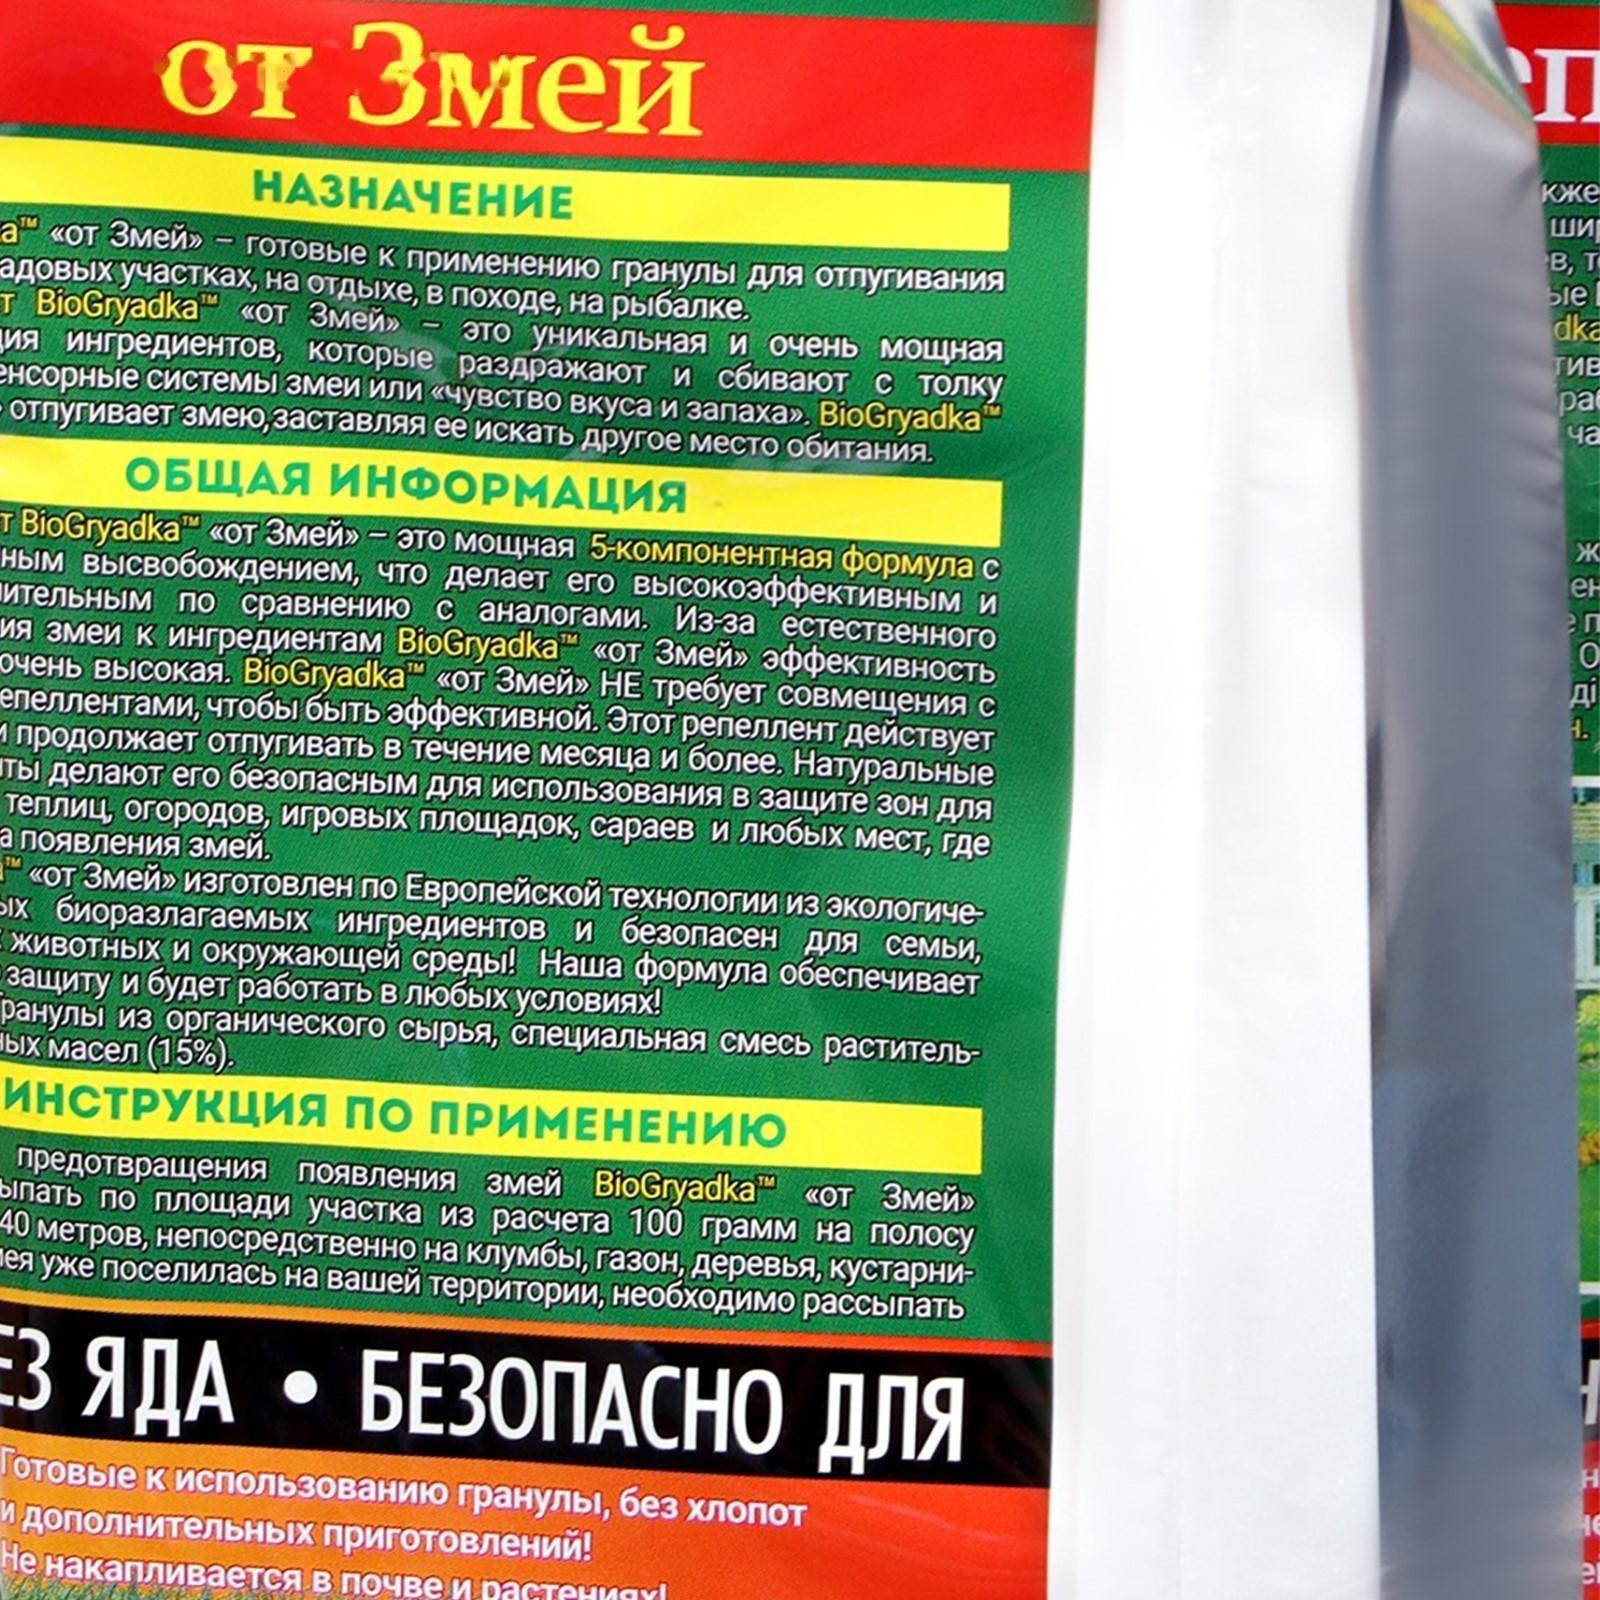 от Змей
НАЗНАЧЕНИЕ
™ «от Змей» – готовые к применению гранулы для отпугивания
участках, на отдыхе, в походе, на рыбалке.
BioGryadka™ «от Змей» – это уникальная и очень мощная
ингредиентов, которые раздражают и сбивают с толку
системы змеи или «чувство вкуса и запаха». BioGryadka™
отпугивает змею, заставляя ее искать другое место обитания.
ОБЩАЯ ИНФОРМАЦИЯ
BioGryadka™ «от Змей» – это мощная 5-компонентная формула с
высвобождением, что делает его высокоэффективным и
по сравнению с аналогами. Из-за естественного
змеи к ингредиентам BioGryadka™ «от Змей» эффективность
очень высокая. BioGryadka™ «от Змей» НЕ требует совмещения с
чтобы быть эффективной. Этот репеллент действует
и продолжает отпугивать в течение месяца и более. Натуральные
делают его безопасным для использования в защите зон для
теплиц, огородов, игровых площадок, сараев и любых мест, где
появления змей.
™ «от Змей» изготовлен по Европейской технологии из экологиче-
биоразлагаемых ингредиентов и безопасен для семьи,
животных и окружающей среды! Наша формула обеспечивает
защиту и будет работать в любых условиях!
гранулы из органического сырья, специальная смесь раститель-
ных масел (15%).
ИНСТРУКЦИЯ ПО ПРИМЕНЕНИЮ
предотвращения появления змей BioGryadka™ «от Змей»
по площади участка из расчета 100 грамм на полосу
40 метров, непосредственно на клумбы, газон, деревья, кустарни-
уже поселилась на вашей территории, необходимо рассыпать
ЕЗ ЯДА • БЕЗОПАСНО ДЛЯ
Готовые к использованию гранулы, без хлопот
и дополнительных приготовлений!
Не накапливается в почве и растениях!